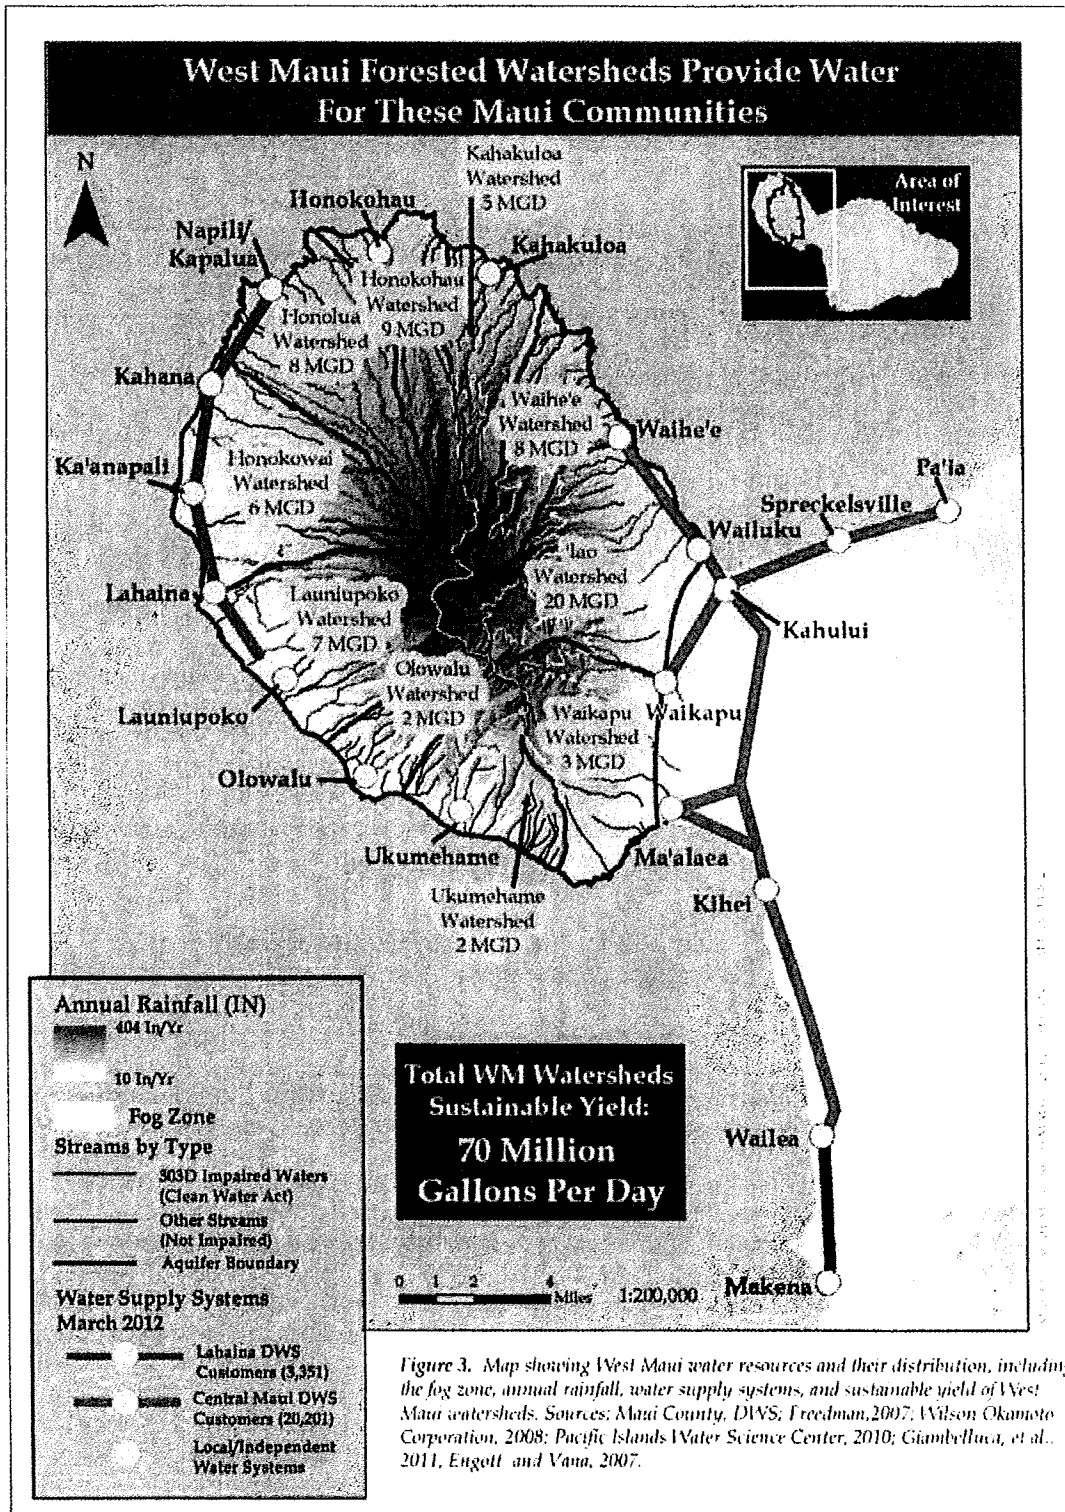 West Maui Forested Watersheds Provide Water
For These Maui Communities
N
Area of
Interest
Kahakuloa
Watershed
5 MGD
Honokohau
Napili/
Kapalua
Kahakuloa
Honokohau
Watershed
9 MGD
Honolua
Watershed
8 MGD
Kahana
Waihe'e
Watershed
8 MGD
Waihe'e
Ka'anapali
Honokowai
Watershed
6 MGD
Pa'ia
Spreckelsville
Wailuku
'Iao
Watershed
20 MGD
Lahaina
Launiupoko
Watershed
7 MGD
Kahului
Olowalu
Watershed
2 MGD
Launiupoko
Waikapu
Watershed
3 MGD
Waikapu
Olowalu
Ukumehame
Ma'alaea
Ukumehame
Watershed
2 MGD
Kihei
Annual Rainfall (IN)
404 In/Yr
10 In/Yr
Fog Zone
Streams by Type
303D Impaired Waters
(Clean Water Act)
Other Streams
(Not Impaired)
Aquifer Boundary
Water Supply Systems
March 2012
Lahaina DWS
Customers (3,351)
Central Maui DWS
Customers (20,201)
Local/Independent
Water Systems
Total WM Watersheds
Sustainable Yield:
70 Million
Gallons Per Day
Wailea
Makena
0 1 2 4
Miles 1:200,000
Figure 3. Map showing West Maui water resources and their distribution, including
the fog zone, annual rainfall, water supply systems, and sustainable yield of West
Maui watersheds. Sources: Maui County, DWS; Freedman,2007; Wilson Okamoto
Corporation, 2008; Pacific Islands Water Science Center, 2010; Giambelluca, et al.,
2011, Engott and Vana, 2007.